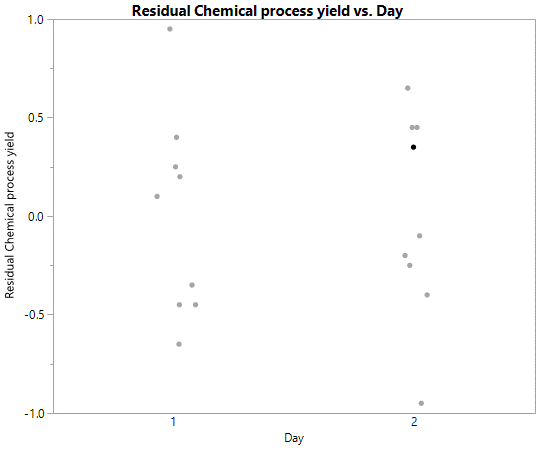 Residual Chemical process yield vs. Day
1.0
0.5
0.0
-0.5
-1.0
Residual Chemical process yield
1 2
Day